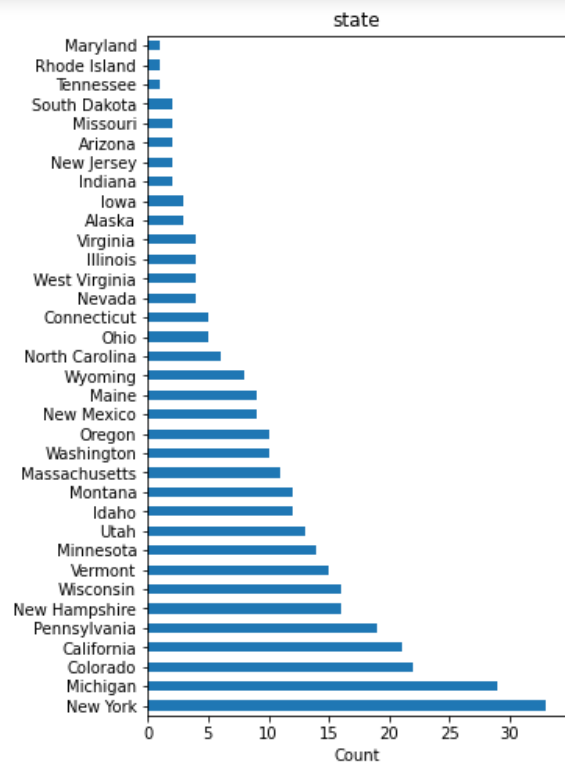 state
Maryland
Rhode Island
Tennessee
South Dakota
Missouri
Arizona
New Jersey
Indiana
Iowa
Alaska
Virginia
Illinois
West Virginia
Nevada
Connecticut
Ohio
North Carolina
Wyoming
Maine
New Mexico
Oregon
Washington
Massachusetts
Montana
Idaho
Utah
Minnesota
Vermont
Wisconsin
New Hampshire
Pennsylvania
California
Colorado
Michigan
New York
0 5 10 15 20 25 30
Count